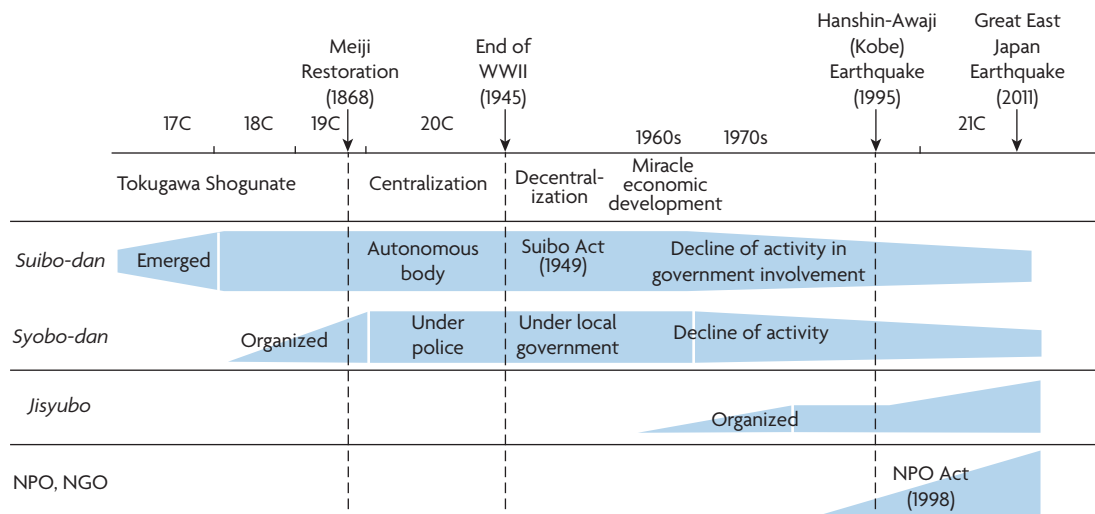 Meiji
Restoration
(1868)
End of
WWII
(1945)
Hanshin-Awaji
(Kobe)
Earthquake
(1995)
Great East
Japan
Earthquake
(2011)
17C
18C
19C
20C
1960s
1970s
21C
Tokugawa Shogunate
Centralization
Decentral-
ization
Miracle
economic
development
Suibo-dan
Emerged
Autonomous
body
Suibo Act
(1949)
Decline of activity in
government involvement
Syobo-dan
Organized
Under
police
Under local
government
Decline of activity
Jisyubo
Organized
NPO, NGO
NPO Act
(1998)